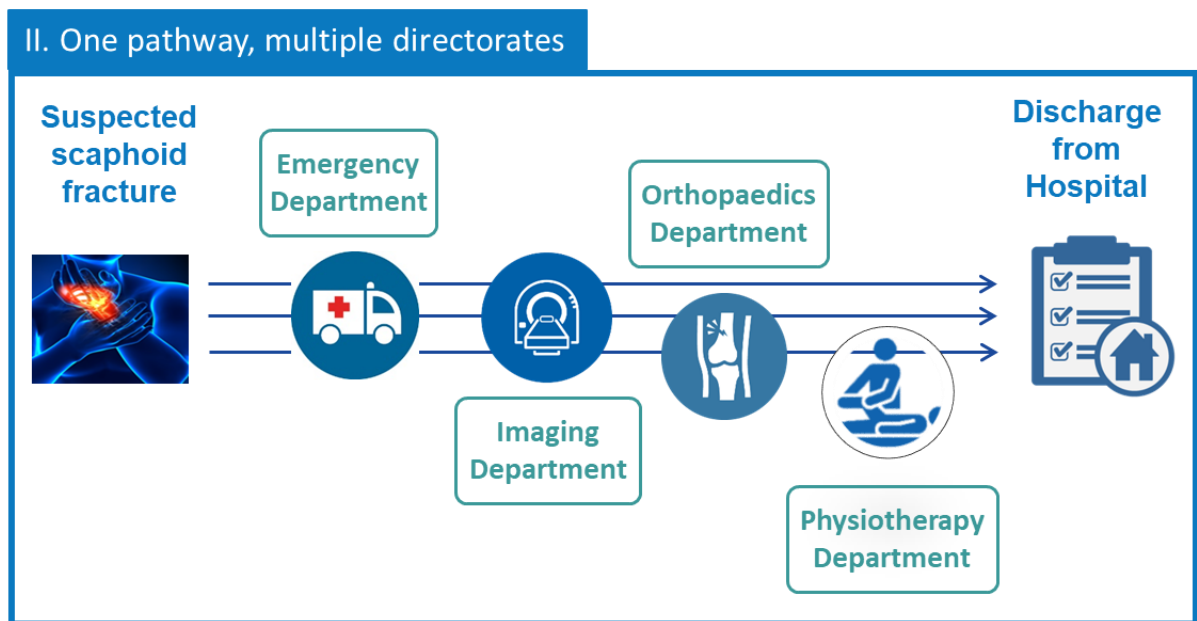 II. One pathway, multiple directorates
Suspected
scaphoid
fracture
Emergency
Department
Imaging
Department
Orthopaedics
Department
Physiotherapy
Department
Discharge
from
Hospital